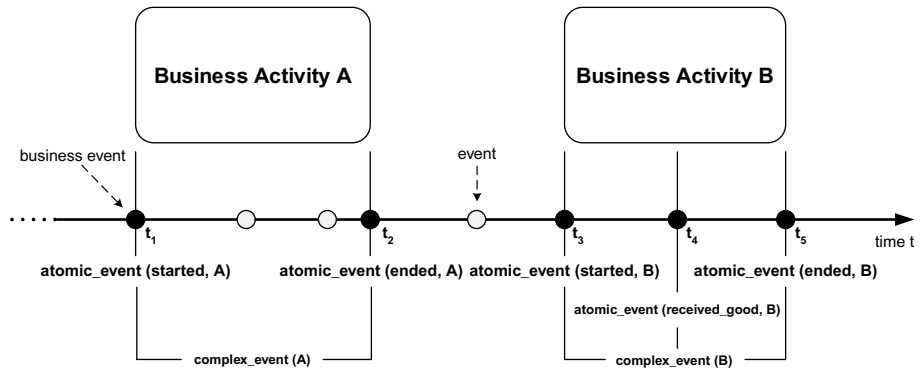 Business Activity A
Business Activity B
business event
event
t1
t2
t3
t4
t5
time t
atomic_event (started, A)
atomic_event (ended, A)
atomic_event (started, B)
atomic_event (ended, B)
atomic_event (received_good, B)
complex_event (A)
complex_event (B)